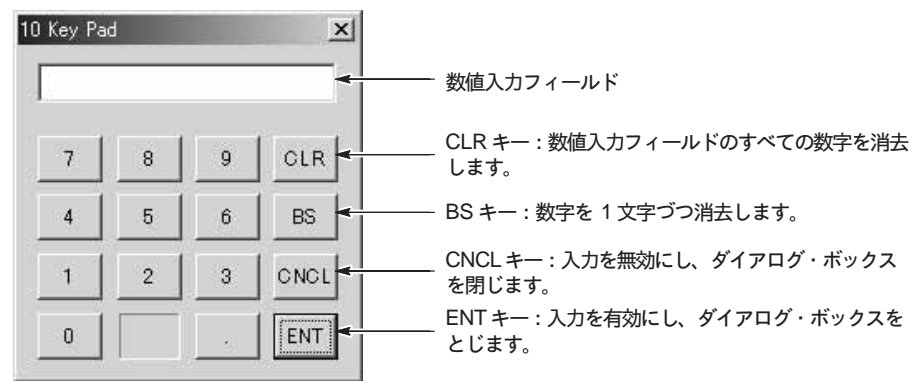 10 Key Pad
数値入力フィールド
7 8 9 CLR
CLR キー：数値入力フィールドのすべての数字を消去
します。
4 5 6 BS
BS キー：数字を 1 文字づつ消去します。
1 2 3 CNCL
CNCL キー：入力を無効にし、ダイアログ・ボックス
を閉じます。
0 . ENT
ENT キー：入力を有効にし、ダイアログ・ボックスを
とじます。